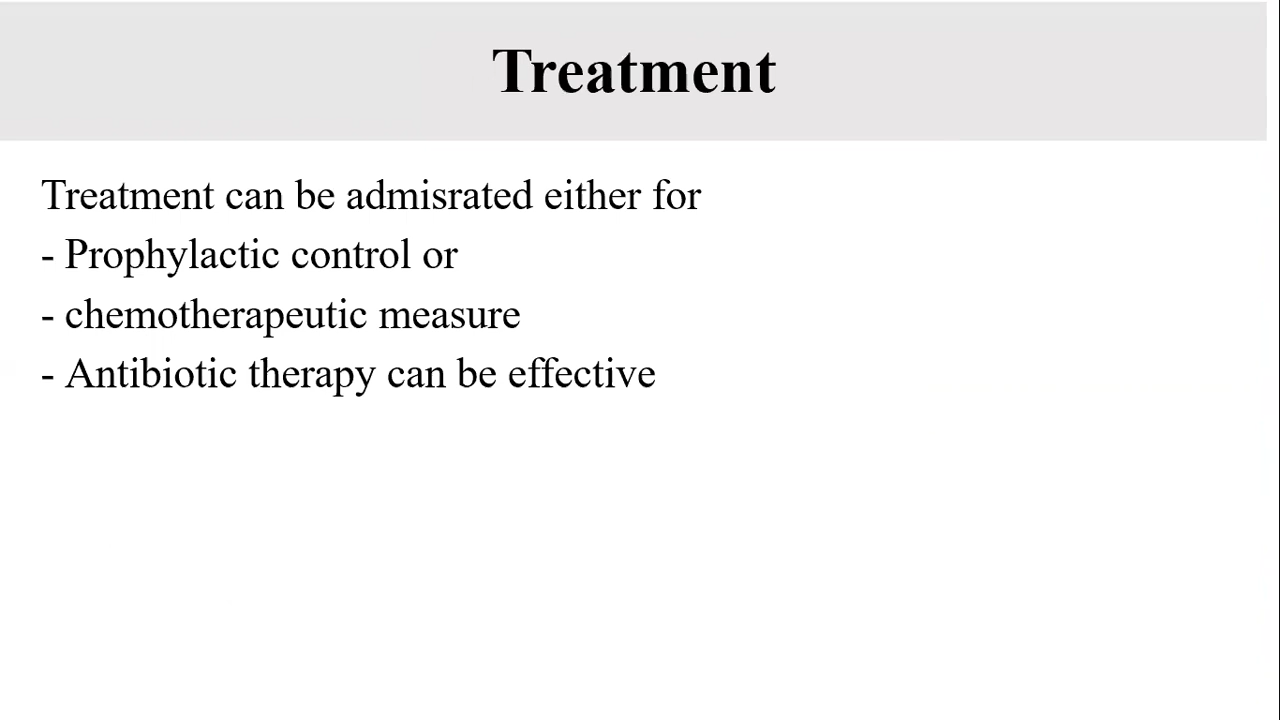 Treatment
Treatment can be admisrated either for
- Prophylactic control or
- chemotherapeutic measure
- Antibiotic therapy can be effective